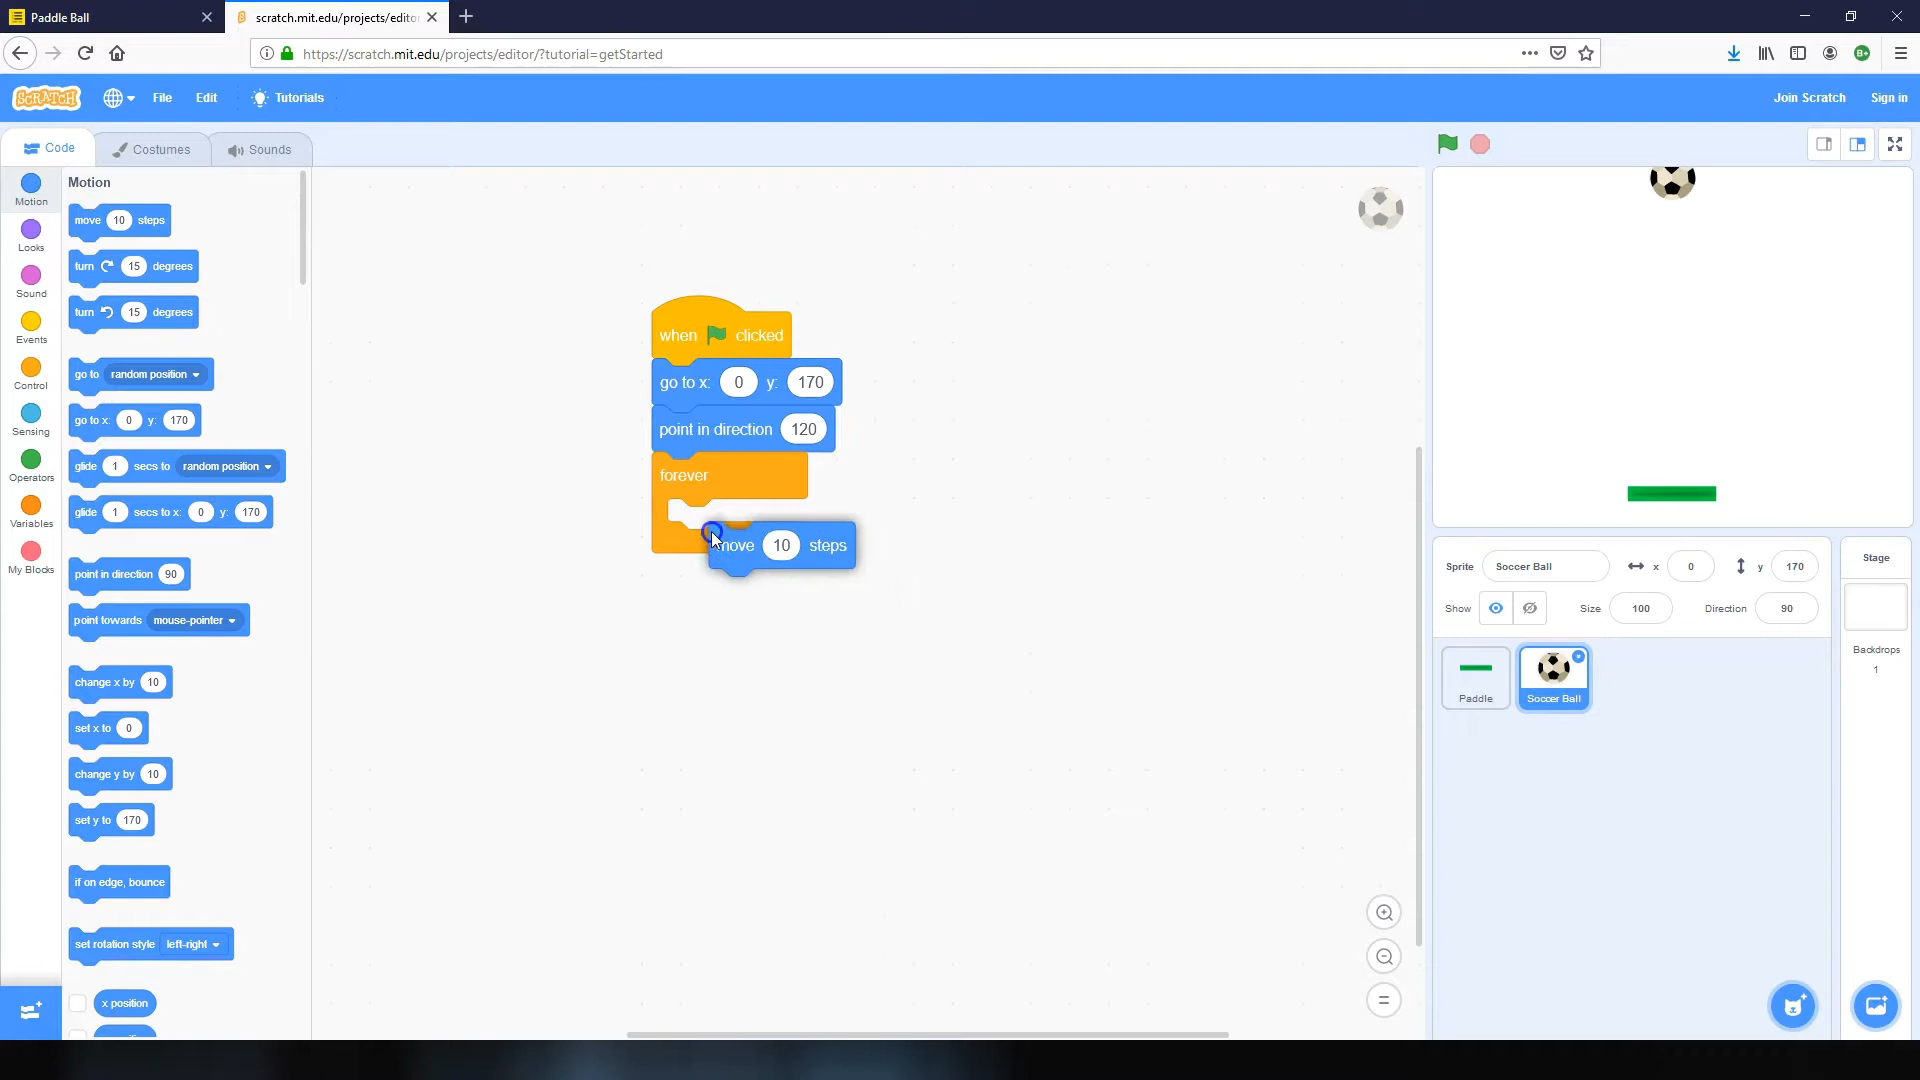 Paddle Ball
scratch.mit.edu/projects/edito
https://scratch.mit.edu/projects/editor/?tutorial=getStarted
B+
SCRATCH
File
Edit
Tutorials
Join Scratch
Sign in
Code
Costumes
Sounds
Motion
Looks
Sound
Events
Control
Sensing
Operators
Variables
My Blocks
Motion
move 10 steps
turn 15 degrees
turn 15 degrees
go to random position
go to x: 0 y: 170
glide 1 secs to random position
glide 1 secs to x: 0 y: 170
point in direction 90
point towards mouse-pointer
change x by 10
set x to 0
change y by 10
set y to 170
if on edge, bounce
set rotation style left-right
x position
when clicked
go to x: 0 y: 170
point in direction 120
forever
move 10 steps
Sprite Soccer Ball x 0 y 170
Show Size 100 Direction 90
Paddle
Soccer Ball
Stage
Backdrops
1